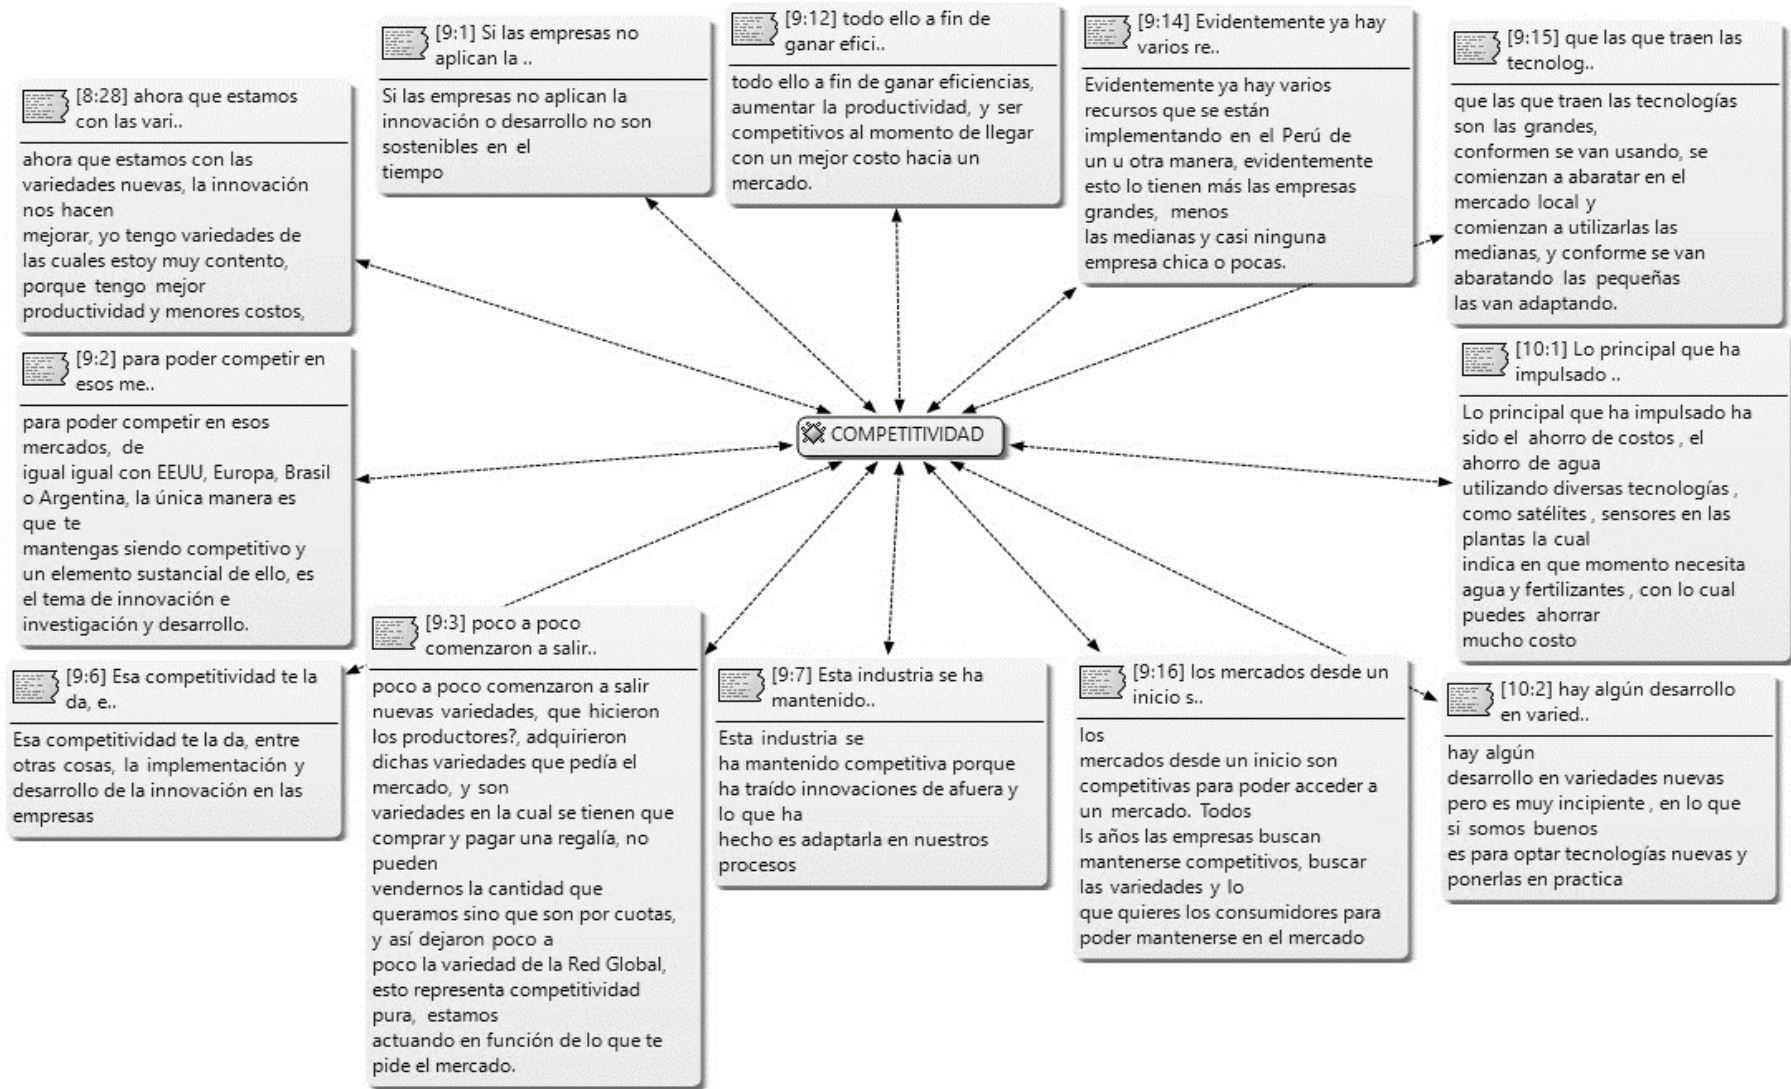 [8:28] ahora que estamos
con las vari..
ahora que estamos con las
variedades nuevas, la innovación
nos hacen
mejorar, yo tengo variedades de
las cuales estoy muy contento,
porque tengo mejor
productividad y menores costos,
[9:1] Si las empresas no
aplican la ..
Si las empresas no aplican la
innovación o desarrollo no son
sostenibles en el
tiempo
[9:12] todo ello a fin de
ganar efici..
todo ello a fin de ganar eficiencias,
aumentar la productividad, y ser
competitivos al momento de llegar
con un mejor costo hacia un
mercado.
[9:14] Evidentemente ya hay
varios re..
Evidentemente ya hay varios
recursos que se están
implementando en el Perú de
un u otra manera, evidentemente
esto lo tienen más las empresas
grandes, menos
las medianas y casi ninguna
empresa chica o pocas.
[9:15] que las que traen las
tecnolog..
que las que traen las tecnologías
son las grandes,
conformen se van usando, se
comienzan a abaratar en el
mercado local y
comienzan a utilizarlas las
medianas, y conforme se van
abaratando las pequeñas
las van adaptando.
[9:2] para poder competir en
esos me..
para poder competir en esos
mercados, de
igual igual con EEUU, Europa, Brasil
o Argentina, la única manera es
que te
mantengas siendo competitivo y
un elemento sustancial de ello, es
el tema de innovación e
investigación y desarrollo.
COMPETITIVIDAD
[10:1] Lo principal que ha
impulsado ..
Lo principal que ha impulsado ha
sido el ahorro de costos , el
ahorro de agua
utilizando diversas tecnologías ,
como satélites , sensores en las
plantas la cual
indica en que momento necesita
agua y fertilizantes , con lo cual
puedes ahorrar
mucho costo
[9:6] Esa competitividad te la
da, e..
Esa competitividad te la da, entre
otras cosas, la implementación y
desarrollo de la innovación en las
empresas
[9:3] poco a poco
comenzaron a salir..
poco a poco comenzaron a salir
nuevas variedades, que hicieron
los productores?, adquirieron
dichas variedades que pedía el
mercado, y son
variedades en la cual se tienen que
comprar y pagar una regalía, no
pueden
vendernos la cantidad que
queramos sino que son por cuotas,
y así dejaron poco a
poco la variedad de la Red Global,
esto representa competitividad
pura, estamos
actuando en función de lo que te
pide el mercado.
[9:7] Esta industria se ha
mantenido..
Esta industria se
ha mantenido competitiva porque
ha traído innovaciones de afuera y
lo que ha
hecho es adaptarla en nuestros
procesos
[9:16] los mercados desde un
inicio s..
los
mercados desde un inicio son
competitivas para poder acceder a
un mercado. Todos
ls años las empresas buscan
mantenerse competitivos, buscar
las variedades y lo
que quieres los consumidores para
poder mantenerse en el mercado
[10:2] hay algún desarrollo
en varied..
hay algún
desarrollo en variedades nuevas
pero es muy incipiente , en lo que
si somos buenos
es para optar tecnologías nuevas y
ponerlas en practica